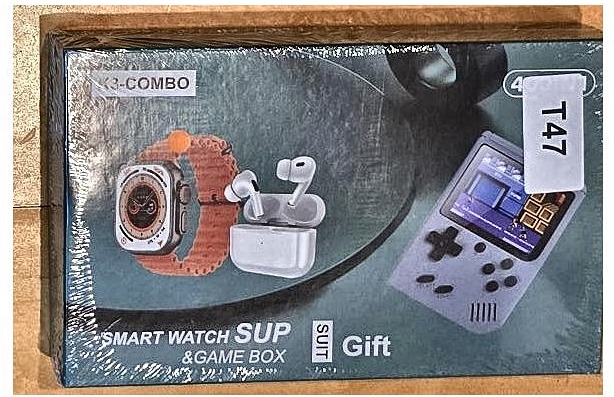 K3-COMBO
T47
SMART WATCH SUP
&GAME BOX
SUIT
Gift